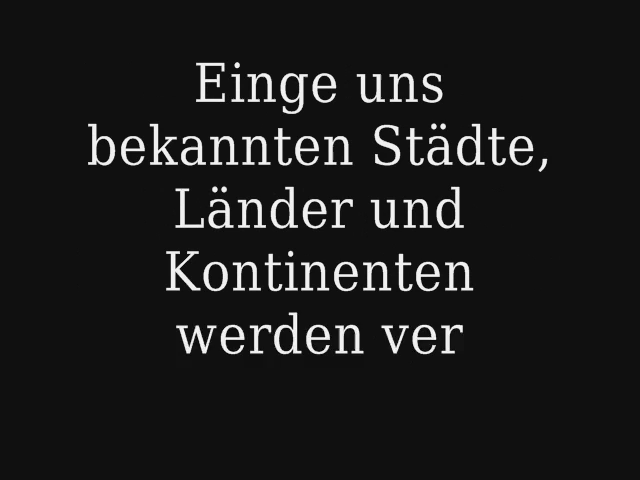 Einge uns
bekannten Städte,
Länder und
Kontinenten
werden ver